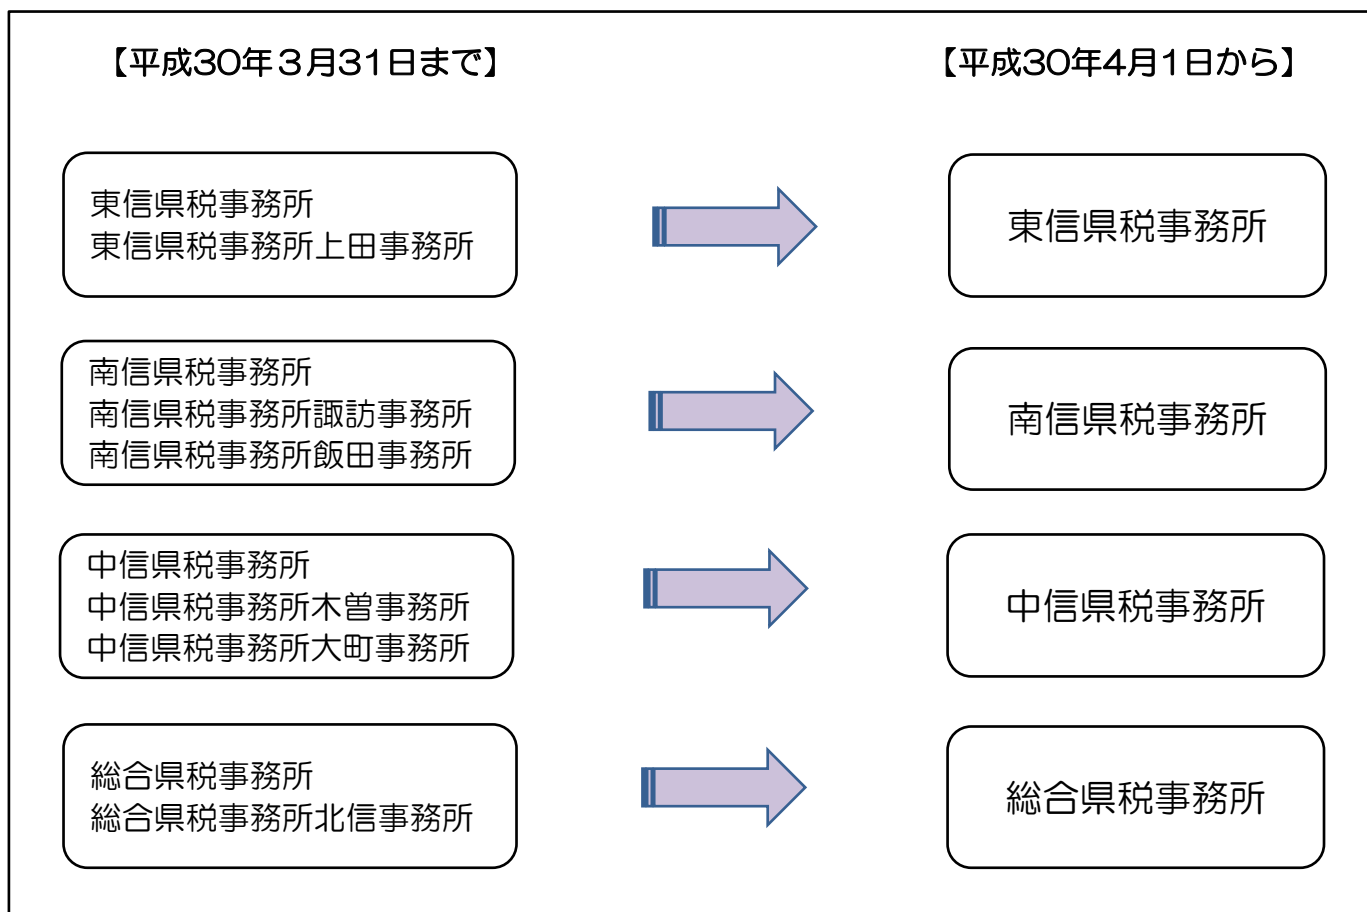 【平成30年３月31日まで】
【平成30年4月1日から】
東信県税事務所
東信県税事務所上田事務所
東信県税事務所
南信県税事務所
南信県税事務所諏訪事務所
南信県税事務所飯田事務所
南信県税事務所
中信県税事務所
中信県税事務所木曽事務所
中信県税事務所大町事務所
中信県税事務所
総合県税事務所
総合県税事務所北信事務所
総合県税事務所